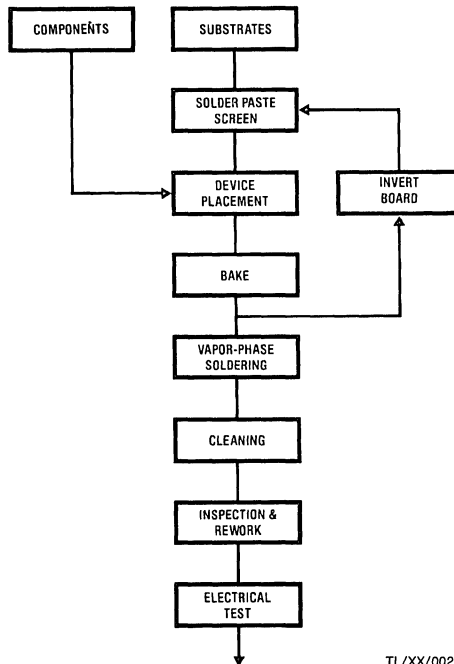 COMPONENTS
SUBSTRATES
SOLDER PASTE
SCREEN
DEVICE
PLACEMENT
INVERT
BOARD
BAKE
VAPOR-PHASE
SOLDERING
CLEANING
INSPECTION &
REWORK
ELECTRICAL
TEST